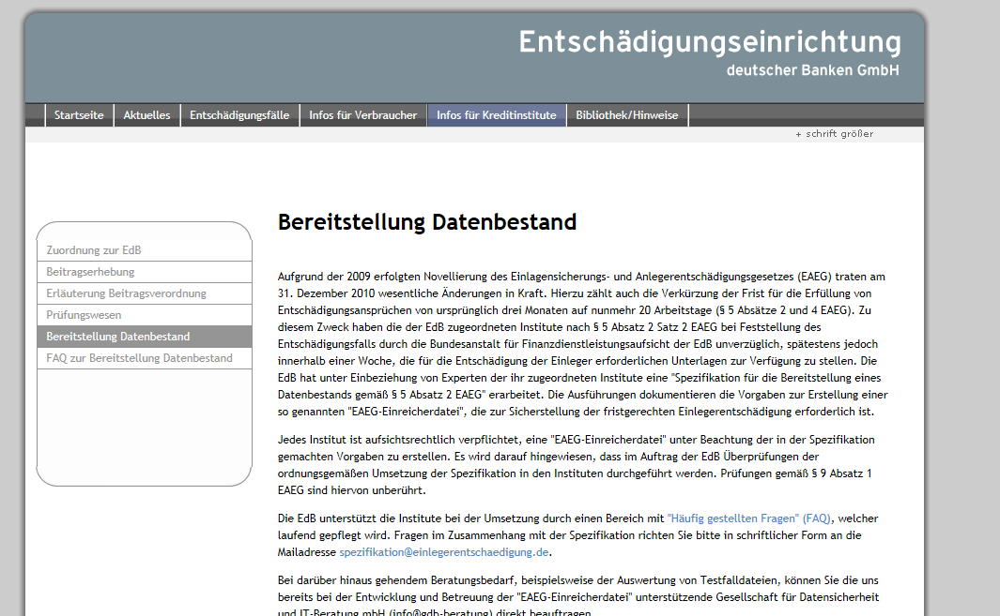 Entschädigungseinrichtung
deutscher Banken GmbH
Startseite Aktuelles Entschädigungsfälle Infos für Verbraucher Infos für Kreditinstitute Bibliothek/Hinweise
+ schrift größer
Zuordnung zur EdB
Beitragserhebung
Erläuterung Beitragsverordnung
Prüfungswesen
Bereitstellung Datenbestand
FAQ zur Bereitstellung Datenbestand
Bereitstellung Datenbestand
Aufgrund der 2009 erfolgten Novellierung des Einlagensicherungs- und Anlegerentschädigungsgesetzes (EAEG) traten am
31. Dezember 2010 wesentliche Änderungen in Kraft. Hierzu zählt auch die Verkürzung der Frist für die Erfüllung von
Entschädigungsansprüchen von ursprünglich drei Monaten auf nunmehr 20 Arbeitstage (§ 5 Absätze 2 und 4 EAEG). Zu
diesem Zweck haben die der EdB zugeordneten Institute nach § 5 Absatz 2 Satz 2 EAEG bei Feststellung des
Entschädigungsfalls durch die Bundesanstalt für Finanzdienstleistungsaufsicht der EdB unverzüglich, spätestens jedoch
innerhalb einer Woche, die für die Entschädigung der Einleger erforderlichen Unterlagen zur Verfügung zu stellen. Die
EdB hat unter Einbeziehung von Experten der ihr zugeordneten Institute eine "Spezifikation für die Bereitstellung eines
Datenbestands gemäß § 5 Absatz 2 EAEG" erarbeitet. Die Ausführungen dokumentieren die Vorgaben zur Erstellung einer
so genannten "EAEG-Einreicherdatei", die zur Sicherstellung der fristgerechten Einlegerentschädigung erforderlich ist.
Jedes Institut ist aufsichtsrechtlich verpflichtet, eine "EAEG-Einreicherdatei" unter Beachtung der in der Spezifikation
gemachten Vorgaben zu erstellen. Es wird darauf hingewiesen, dass im Auftrag der EdB Überprüfungen der
ordnungsgemäßen Umsetzung der Spezifikation in den Instituten durchgeführt werden. Prüfungen gemäß § 9 Absatz 1
EAEG sind hiervon unberührt.
Die EdB unterstützt die Institute bei der Umsetzung durch einen Bereich mit "Häufig gestellten Fragen" (FAQ), welcher
laufend gepflegt wird. Fragen im Zusammenhang mit der Spezifikation richten Sie bitte in schriftlicher Form an die
Mailadresse spezifikation@einlegerentschaedigung.de.
Bei darüber hinaus gehendem Beratungsbedarf, beispielsweise der Auswertung von Testfalldateien, können Sie die uns
bereits bei der Entwicklung und Betreuung der "EAEG-Einreicherdatei" unterstützende Gesellschaft für Datensicherheit
und IT-Beratung mbH (info@gdb-beratung) direkt beauftragen.